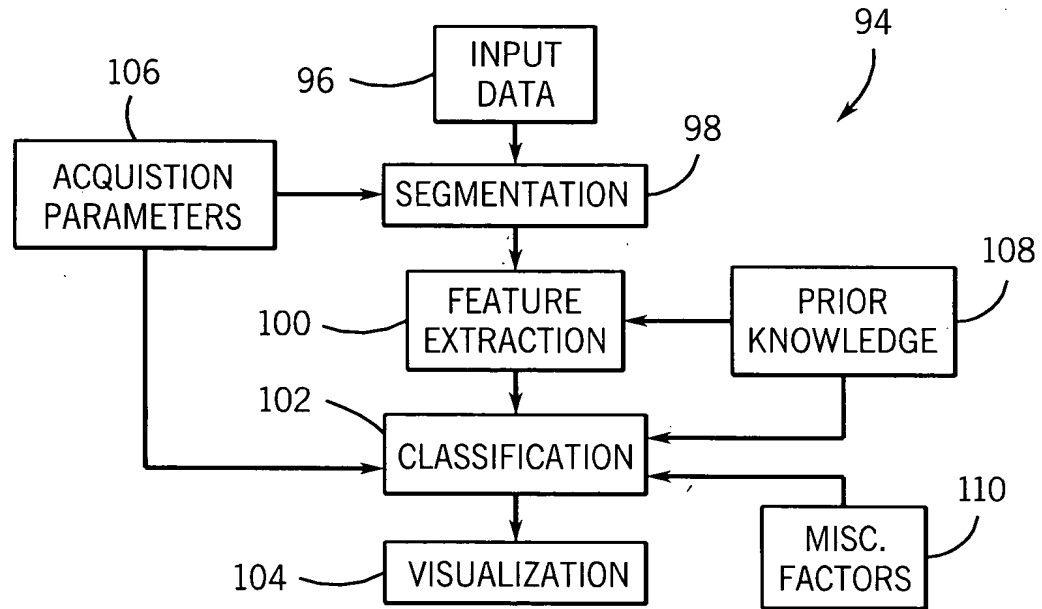 94
INPUT
DATA
96
106
98
ACQUISTION
PARAMETERS
SEGMENTATION
108
FEATURE
EXTRACTION
100
PRIOR
KNOWLEDGE
102
CLASSIFICATION
110
MISC.
FACTORS
104
VISUALIZATION